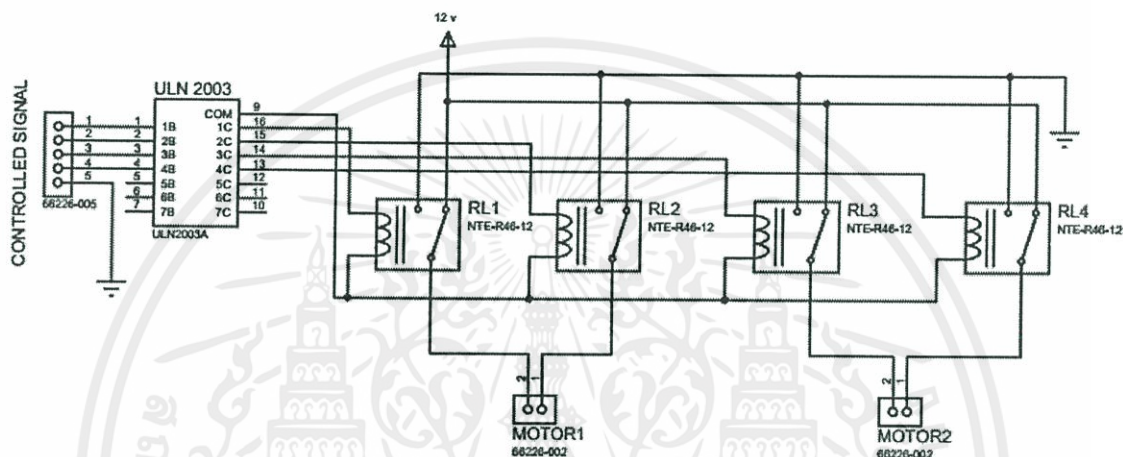 12 v
CONTROLLED SIGNAL
1
2
3
4
5
66226-005
ULN 2003
1
2
3
4
5
6
7
1B
2B
3B
4B
5B
6B
7B
COM
1C
2C
3C
4C
5C
6C
7C
9
16
15
14
13
12
11
10
ULN2003A
RL1
NTE-R46-12
RL2
NTE-R46-12
RL3
NTE-R46-12
RL4
NTE-R46-12
2
1
MOTOR1
66226-002
2
1
MOTOR2
66226-002